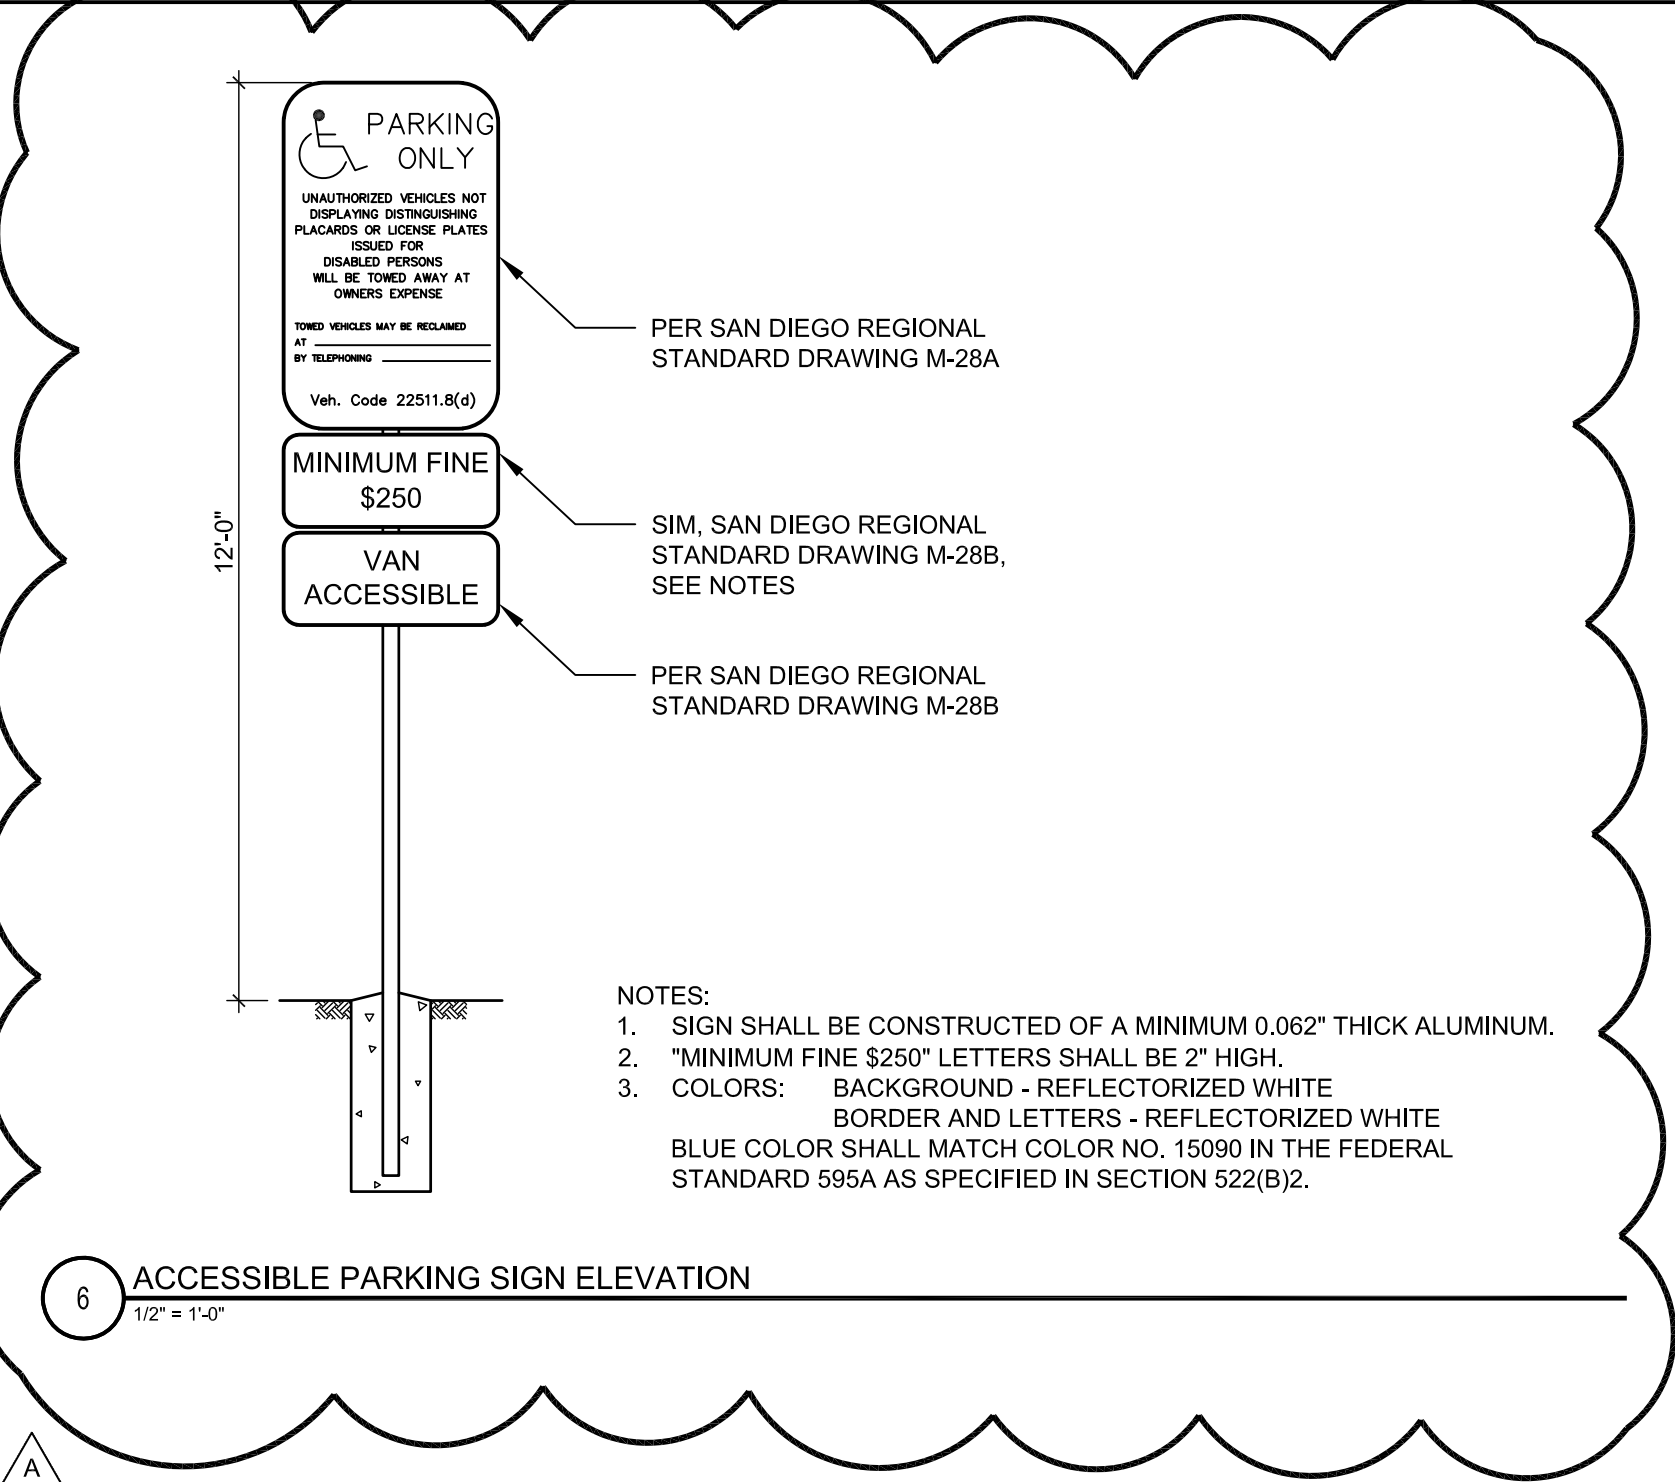 PARKING
ONLY
UNAUTHORIZED VEHICLES NOT
DISPLAYING DISTINGUISHING
PLACARDS OR LICENSE PLATES
ISSUED FOR
DISABLED PERSONS
WILL BE TOWED AWAY AT
OWNERS EXPENSE
TOWED VEHICLES MAY BE RECLAIMED
AT
BY TELEPHONING
Veh. Code 22511.8(d)
MINIMUM FINE
$250
VAN
ACCESSIBLE
12'-0"
PER SAN DIEGO REGIONAL
STANDARD DRAWING M-28A
SIM, SAN DIEGO REGIONAL
STANDARD DRAWING M-28B,
SEE NOTES
PER SAN DIEGO REGIONAL
STANDARD DRAWING M-28B
NOTES:
1. SIGN SHALL BE CONSTRUCTED OF A MINIMUM 0.062" THICK ALUMINUM.
2. "MINIMUM FINE $250" LETTERS SHALL BE 2" HIGH.
3. COLORS: BACKGROUND - REFLECTORIZED WHITE
BORDER AND LETTERS - REFLECTORIZED WHITE
BLUE COLOR SHALL MATCH COLOR NO. 15090 IN THE FEDERAL
STANDARD 595A AS SPECIFIED IN SECTION 522(B)2.
6 ACCESSIBLE PARKING SIGN ELEVATION
1/2" = 1'-0"
A